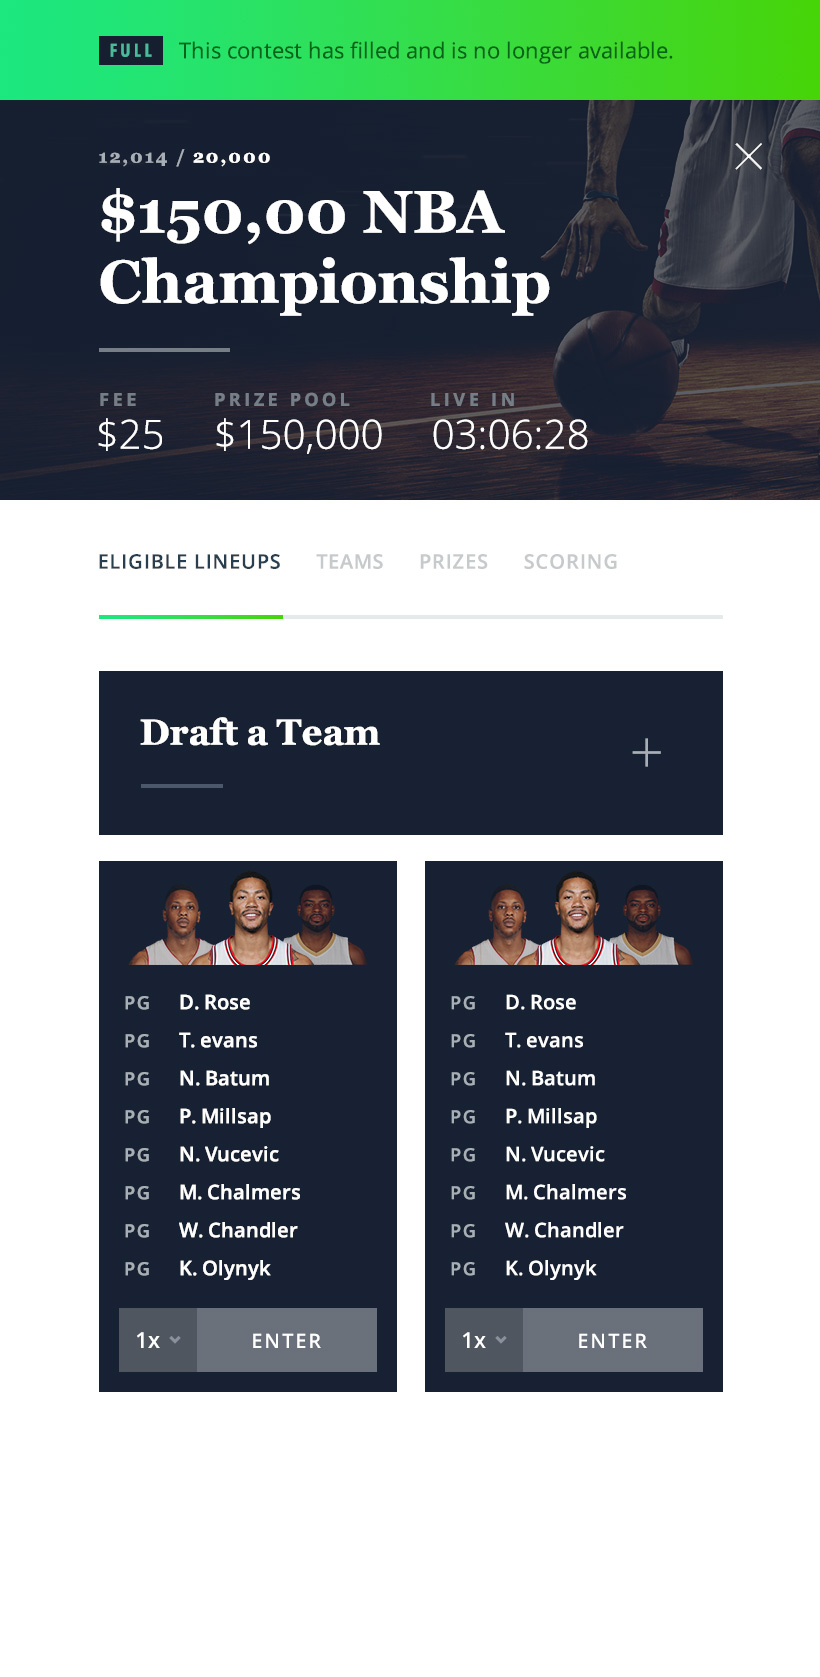 FULL This contest has filled and is no longer available.
12,014 / 20,000
$150,00 NBA
Championship
FEE PRIZE POOL LIVE IN
$25 $150,000 03:06:28
ELIGIBLE LINEUPS TEAMS PRIZES SCORING
Draft a Team
PG D. Rose
PG T. evans
PG N. Batum
PG P. Millsap
PG N. Vucevic
PG M. Chalmers
PG W. Chandler
PG K. Olynyk
1x ENTER
PG D. Rose
PG T. evans
PG N. Batum
PG P. Millsap
PG N. Vucevic
PG M. Chalmers
PG W. Chandler
PG K. Olynyk
1x ENTER